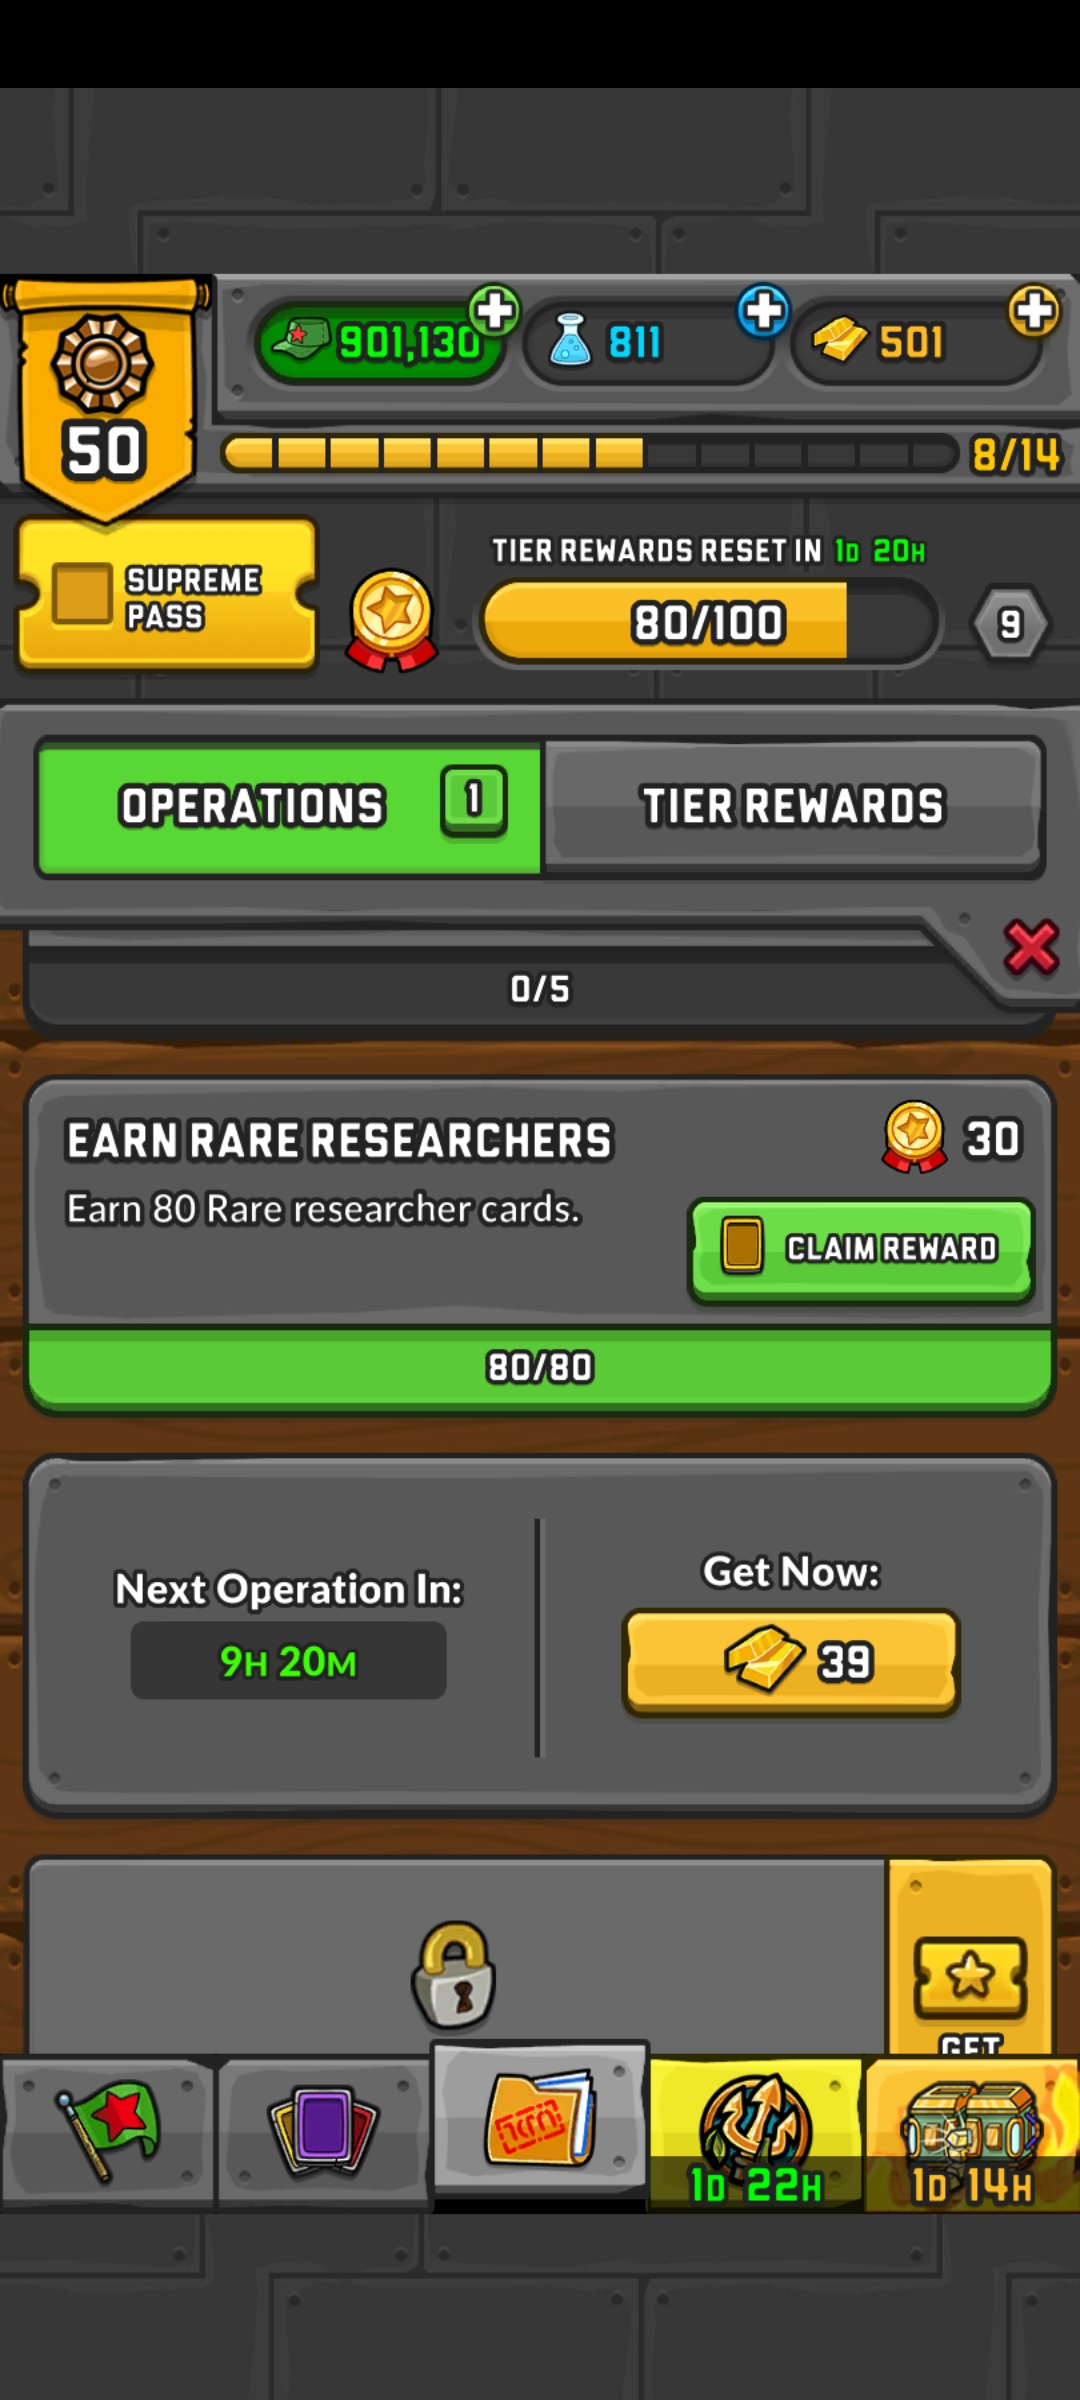 901,130
811
501
50
8/14
SUPREME
PASS
TIER REWARDS RESET IN 1D 20H
80/100
9
OPERATIONS
1
TIER REWARDS
0/5
EARN RARE RESEARCHERS
30
Earn 80 Rare researcher cards.
CLAIM REWARD
80/80
Next Operation In:
9H 20M
Get Now:
39
GET
1D 22H
1D 14H